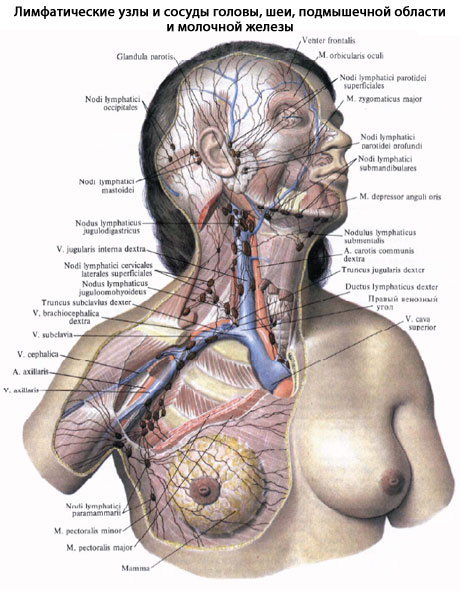 Лимфатические узлы и сосуды головы, шеи, подмышечной области
и молочной железы
Venter frontalis
Glandula parotis
M. orbicularis oculi
Nodi lymphatici parotidei
superficiales
Nodi lymphatici
occipitales
M. zygomaticus major
Nodi lymphatici
parotidei profundi
Nodi lymphatici
submandibulares
Nodi lymphatici
mastoidei
M. depressor anguli oris
Nodus lymphaticus
jugulodigastricus
Nodulus lymphaticus
submentalis
V. jugularis interna dextra
A. carotis communis
dextra
Nodi lymphatici cervicales
laterales superficiales
Truncus jugularis dexter
Nodus lymphaticus
juguloomohyoideus
Ductus lymphaticus dexter
Truncus subclavius dexter
Правый венозный
угол
V. brachiocephalica
dextra
V. cava
superior
V. subclavia
V. cephalica
A. axillaris
V. axillaris
Nodi lymphatici
paramammarii
M. pectoralis minor
M. pectoralis major
Mamma